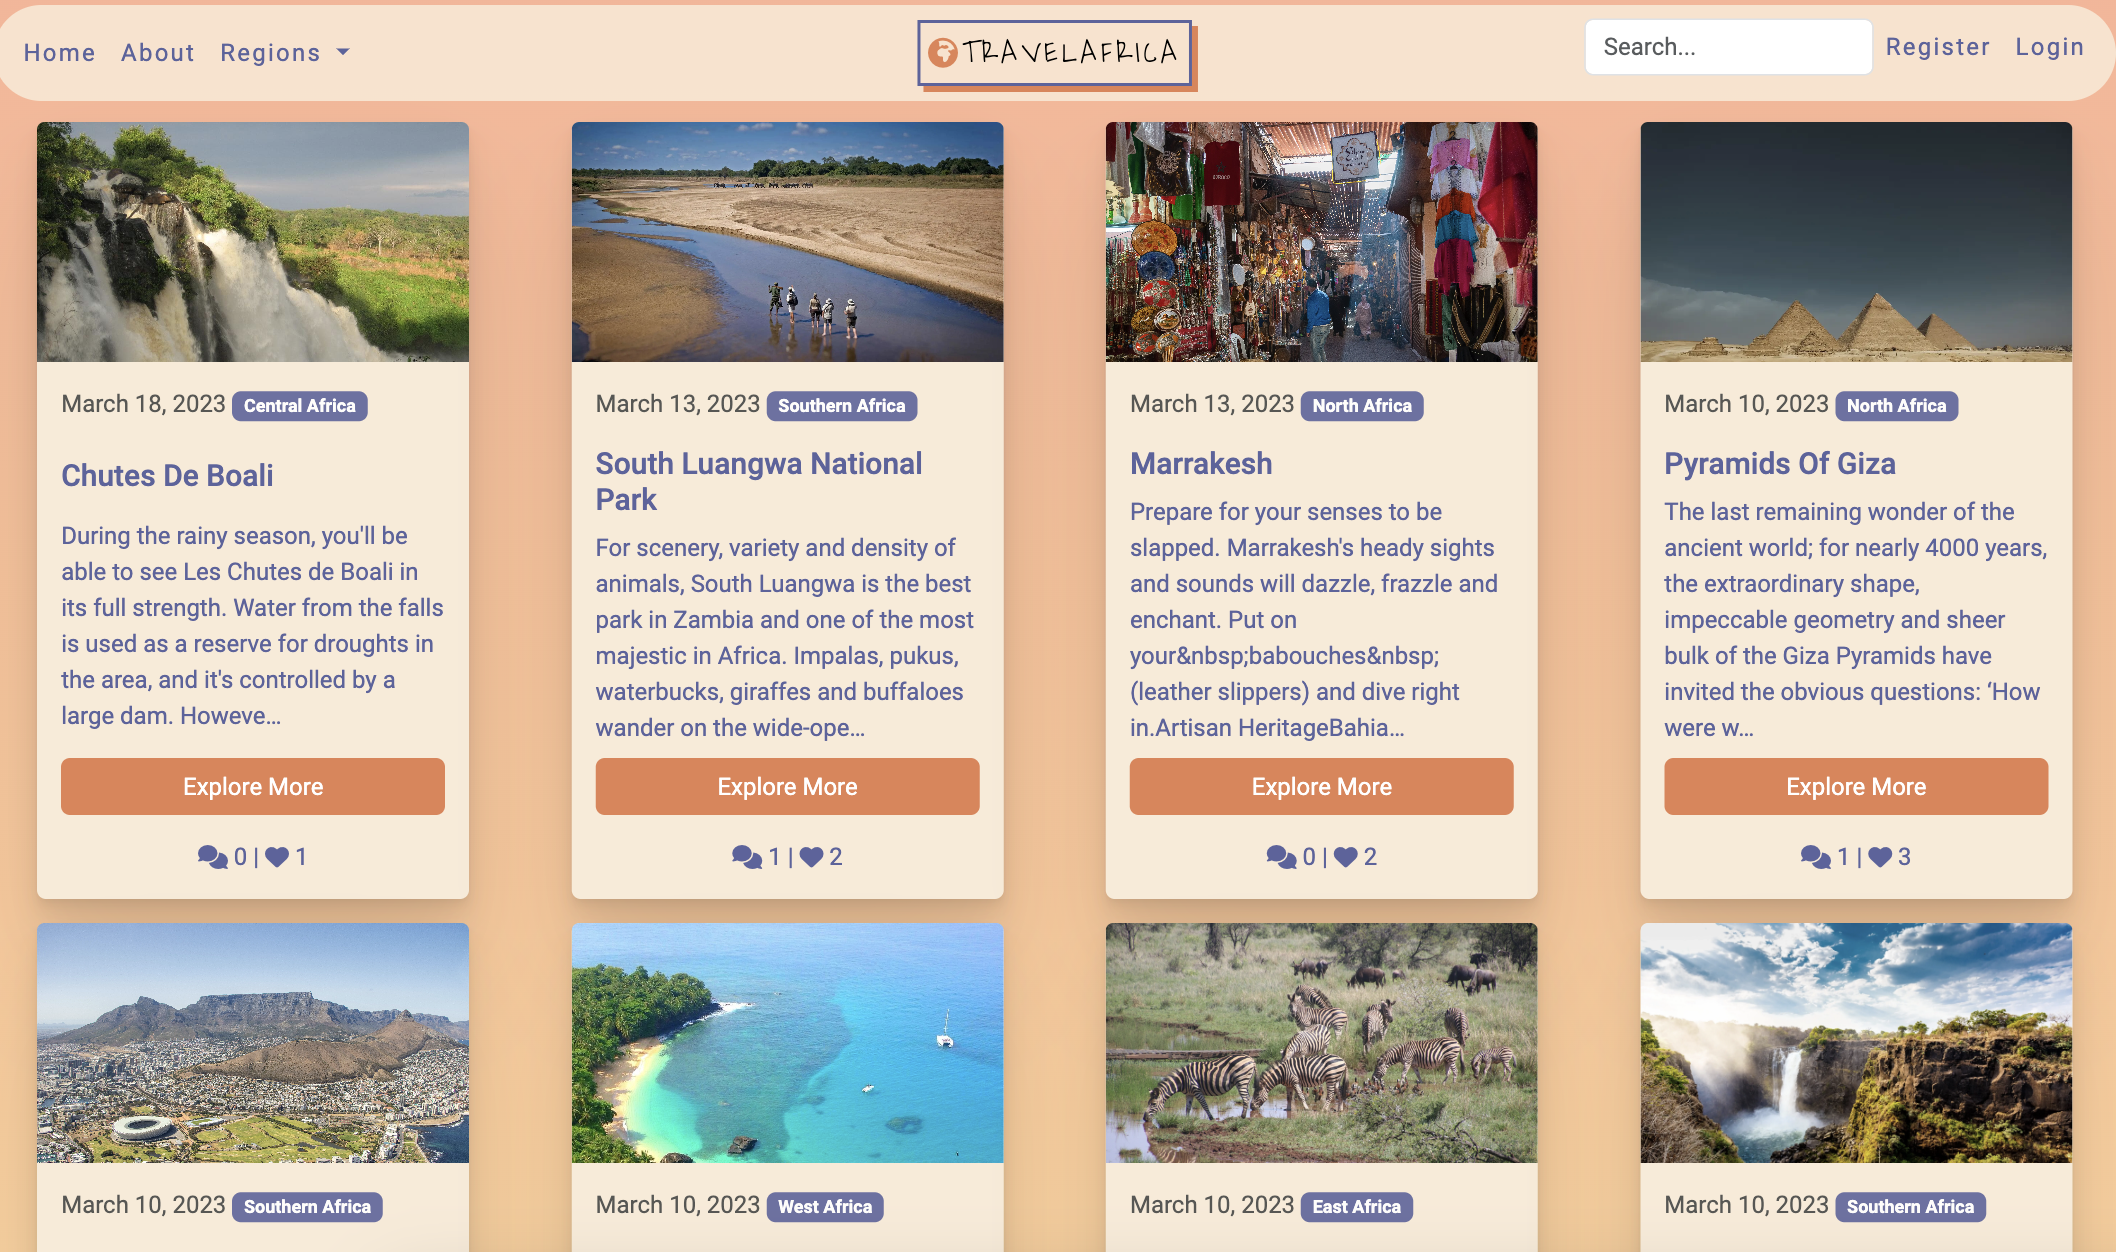 Home About Regions
TRAVELAFRICA
Search...
Register Login
March 18, 2023 Central Africa
Chutes De Boali
During the rainy season, you'll be
able to see Les Chutes de Boali in
its full strength. Water from the falls
is used as a reserve for droughts in
the area, and it's controlled by a
large dam. Howeve...
Explore More
0 | 1
March 13, 2023 Southern Africa
South Luangwa National
Park
For scenery, variety and density of
animals, South Luangwa is the best
park in Zambia and one of the most
majestic in Africa. Impalas, pukus,
waterbucks, giraffes and buffaloes
wander on the wide-ope...
Explore More
1 | 2
March 13, 2023 North Africa
Marrakesh
Prepare for your senses to be
slapped. Marrakesh's heady sights
and sounds will dazzle, frazzle and
enchant. Put on
your&nbsp;babouches&nbsp;
(leather slippers) and dive right
in.Artisan HeritageBahia...
Explore More
0 | 2
March 10, 2023 North Africa
Pyramids Of Giza
The last remaining wonder of the
ancient world; for nearly 4000 years,
the extraordinary shape,
impeccable geometry and sheer
bulk of the Giza Pyramids have
invited the obvious questions: ‘How
were w...
Explore More
1 | 3
March 10, 2023 Southern Africa
March 10, 2023 West Africa
March 10, 2023 East Africa
March 10, 2023 Southern Africa